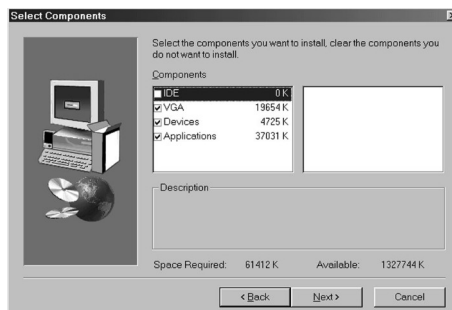 Select Components
Select the components you want to install, clear the components you
do not want to install.
Components
IDE 0 K
VGA 19654 K
Devices 4725 K
Applications 37031 K
Description
Space Required: 61412 K Available: 1327744 K
< Back Next > Cancel